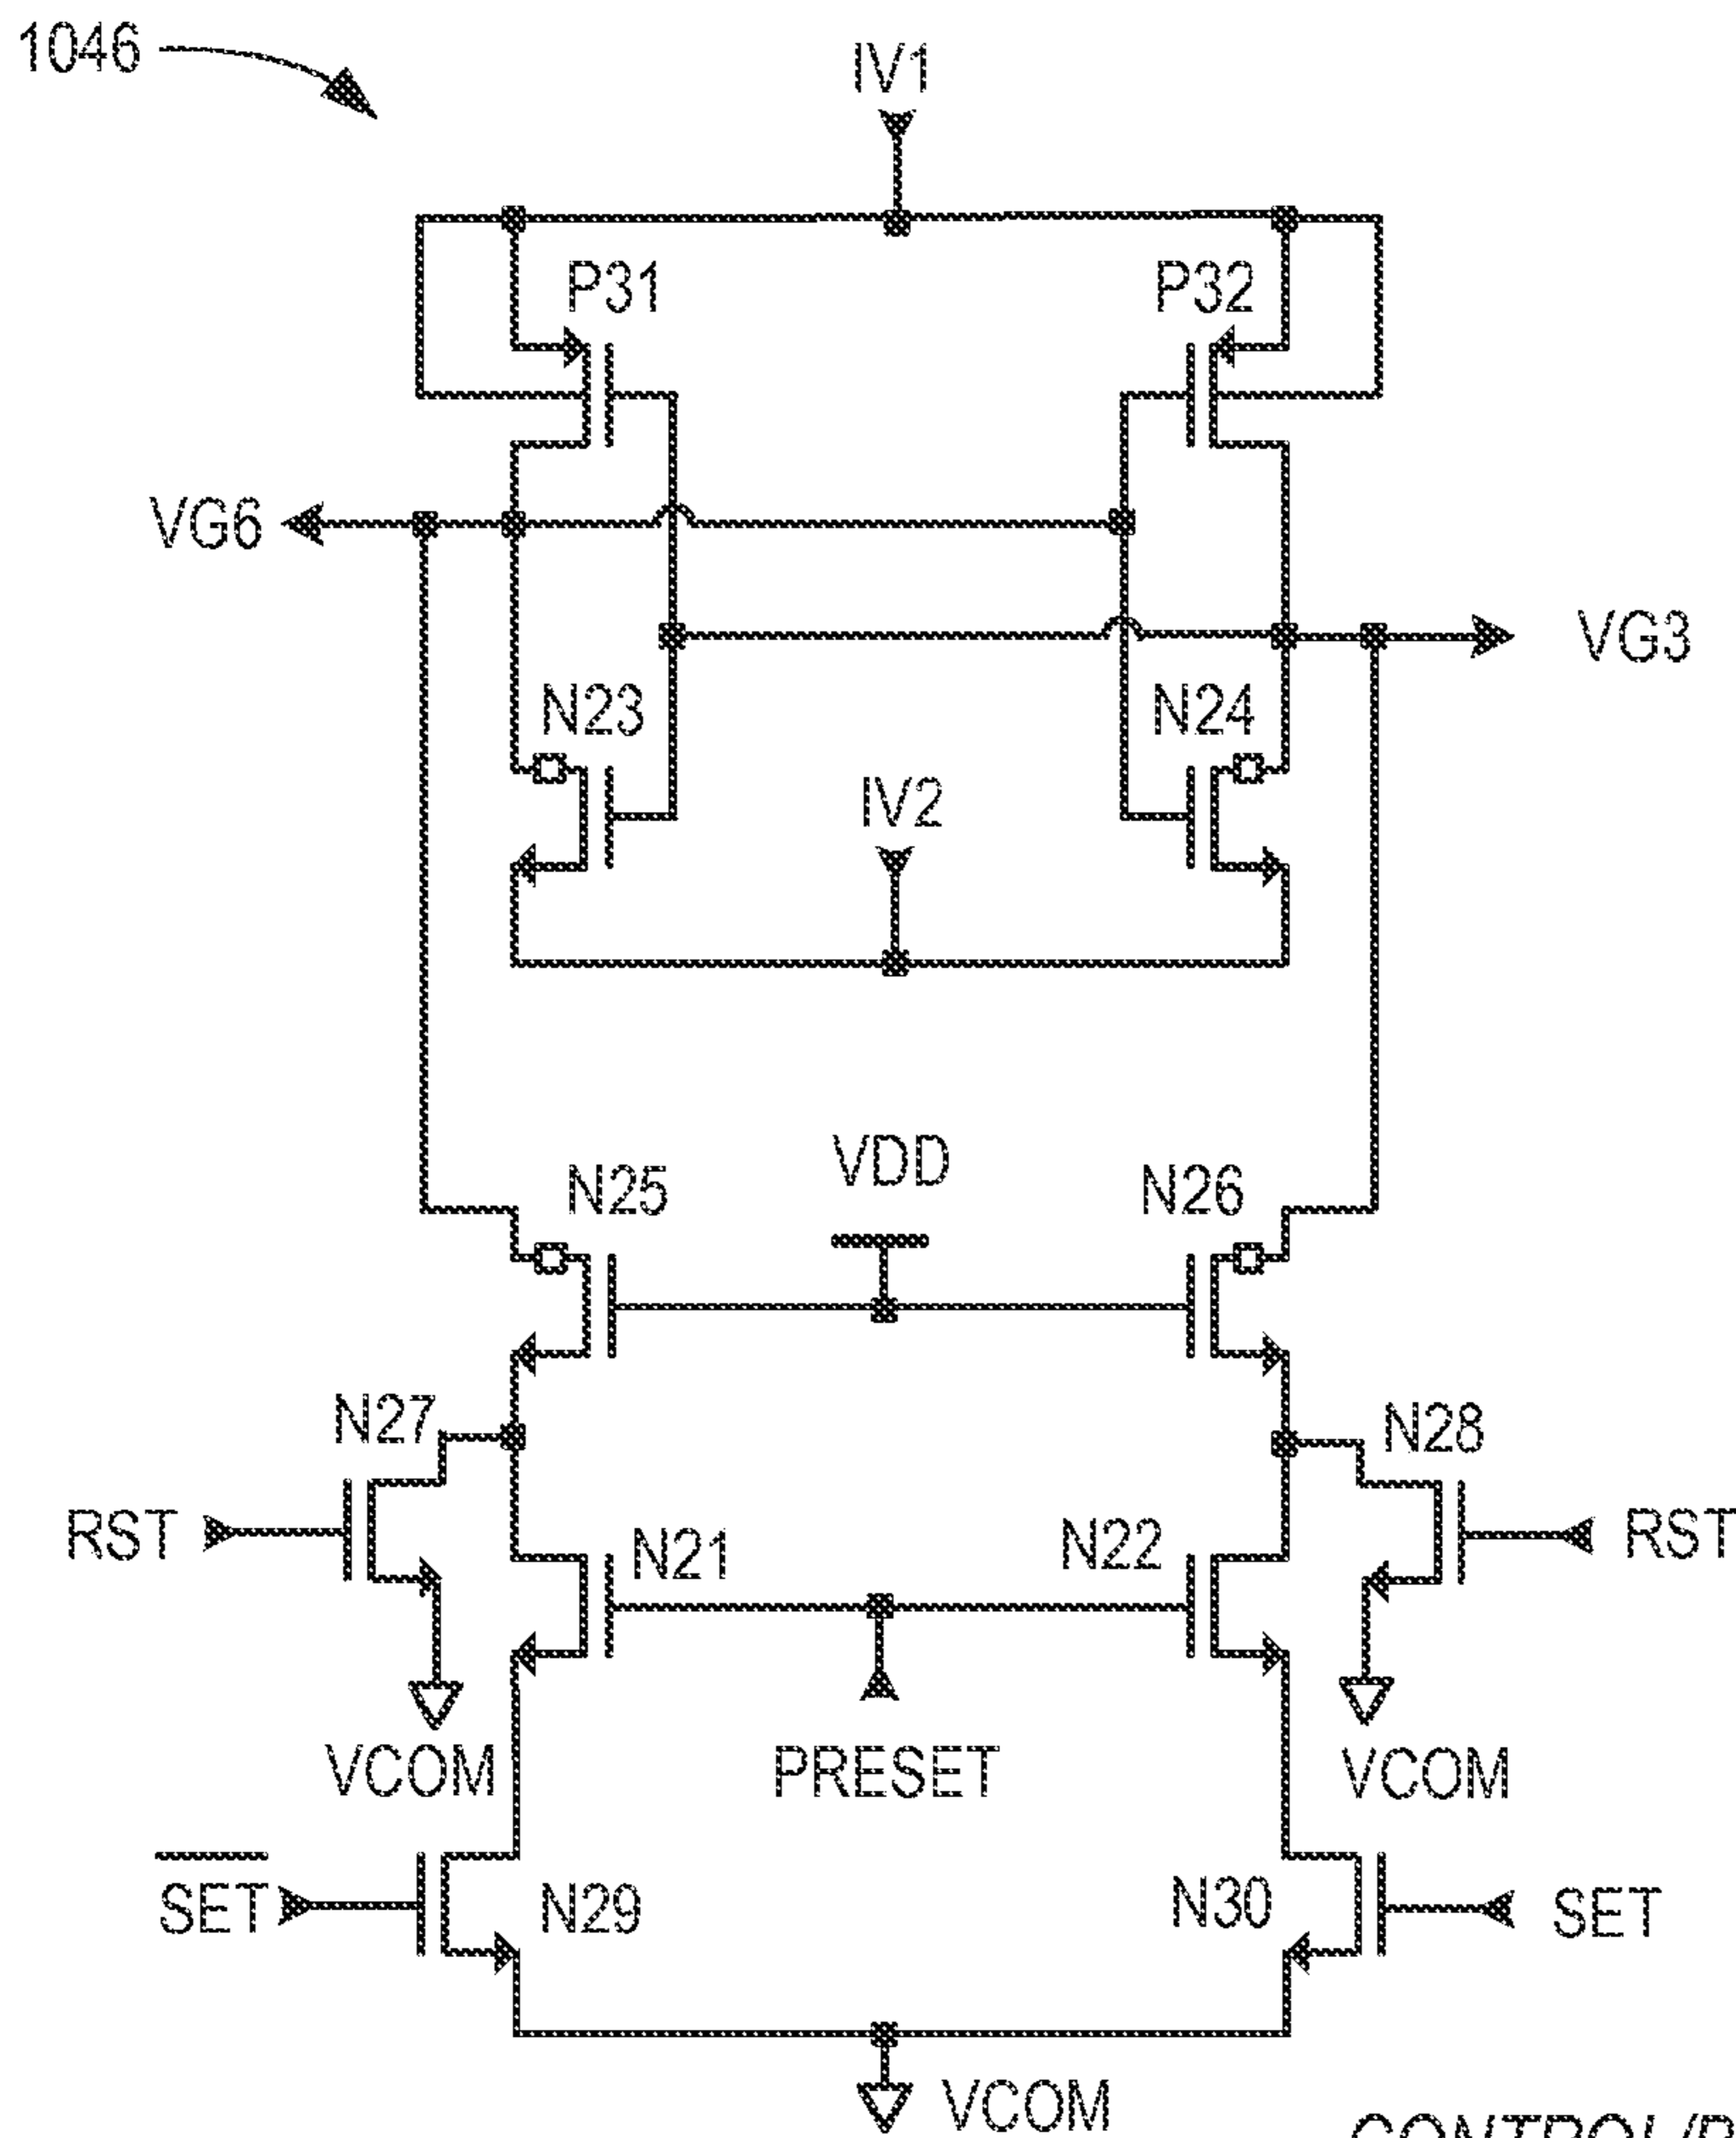 1046
IV1
P31
P32
VG6
VG3
N23
N24
IV2
VDD
N25
N26
N27
N28
RST
N21
N22
RST
VCOM
PRESET
VCOM
SET
N29
N30
SET
VCOM